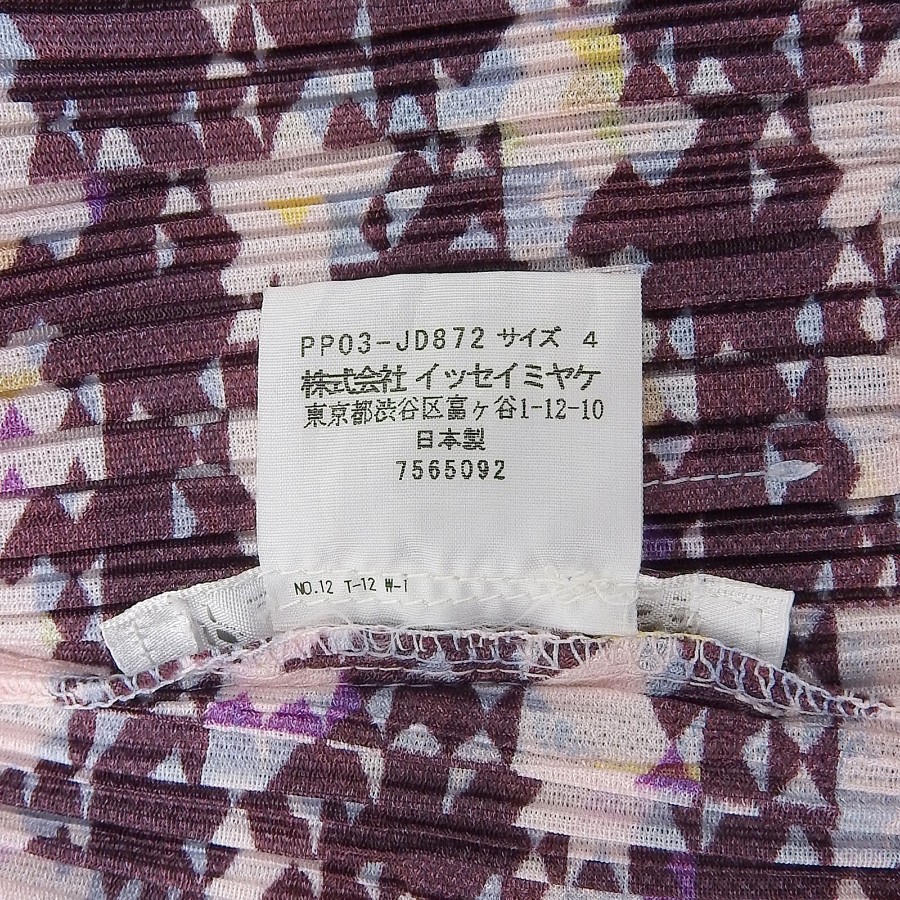 PP03-JD872 サイズ 4
株式会社 イッセイミヤケ
東京都渋谷区富ヶ谷1-12-10
日本製
7565092
NO.12 T-12 W-1